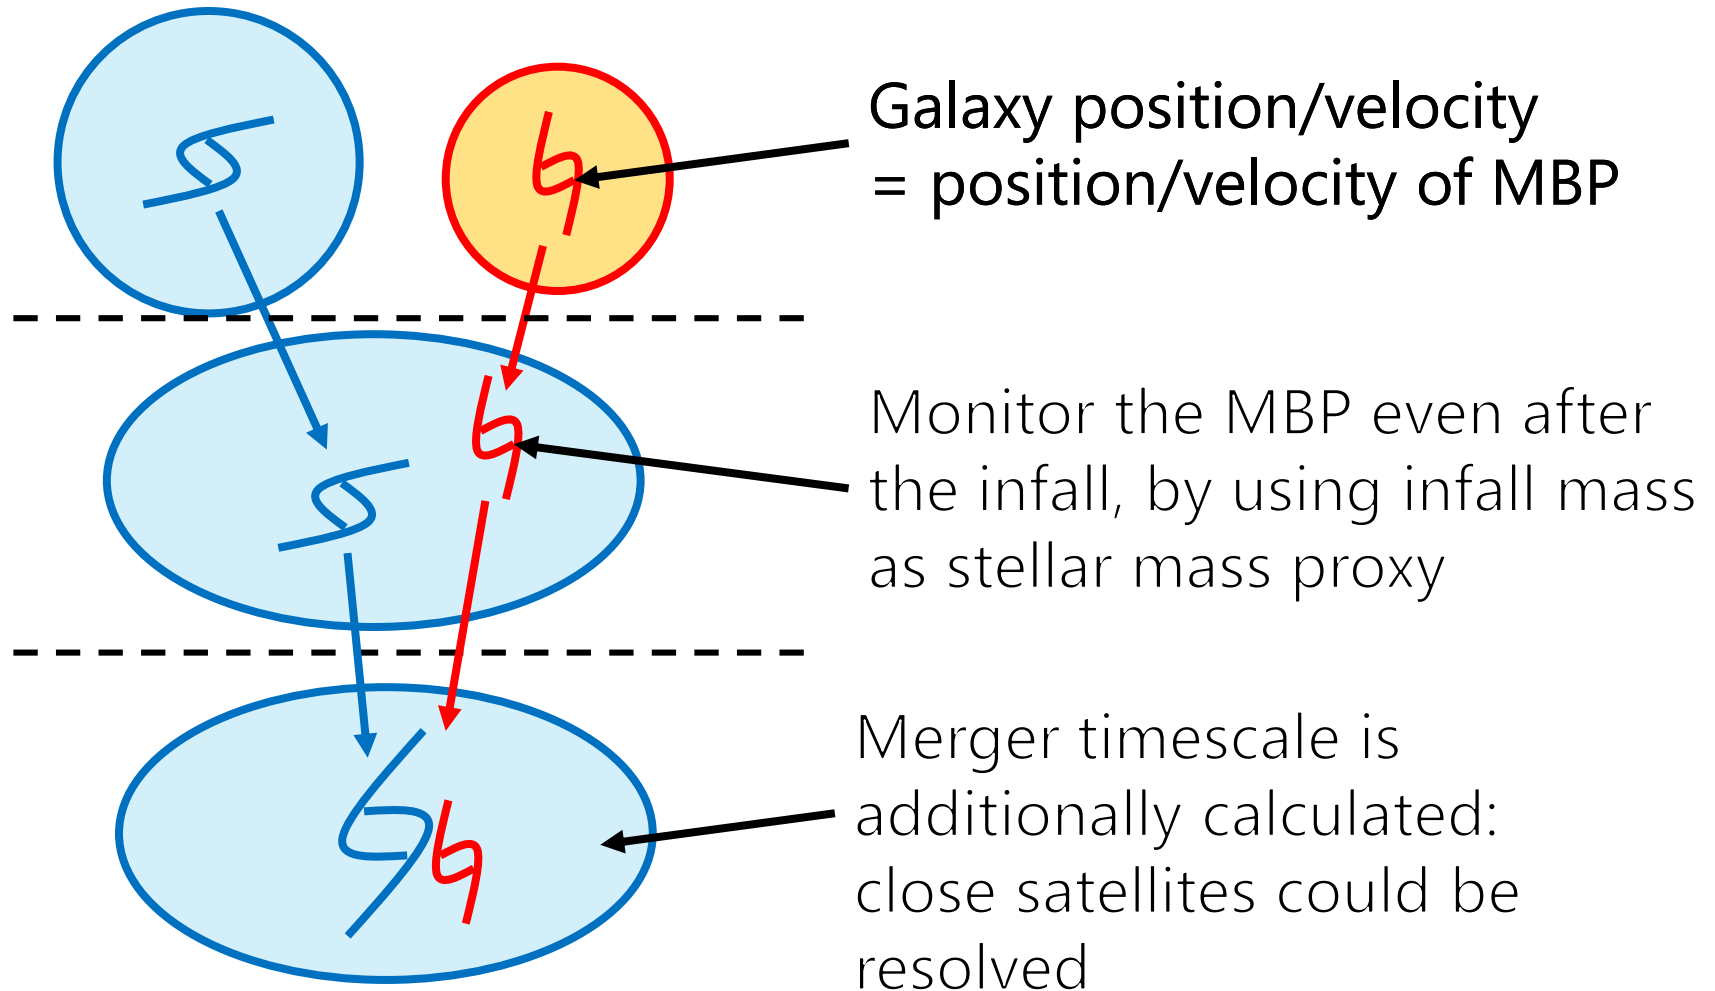 Galaxy position/velocity
= position/velocity of MBP
Monitor the MBP even after
the infall, by using infall mass
as stellar mass proxy
Merger timescale is
additionally calculated:
close satellites could be
resolved